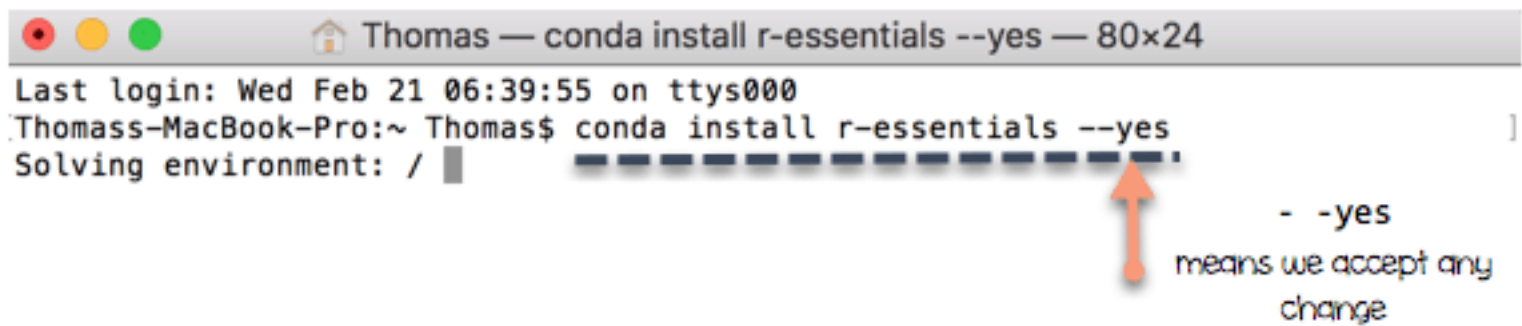 Thomas — conda install r-essentials --yes — 80×24
Last login: Wed Feb 21 06:39:55 on ttys000
[Thomass-MacBook-Pro:~ Thomas$ conda install r-essentials --yes ]
Solving environment: /
- -yes
means we accept any
change